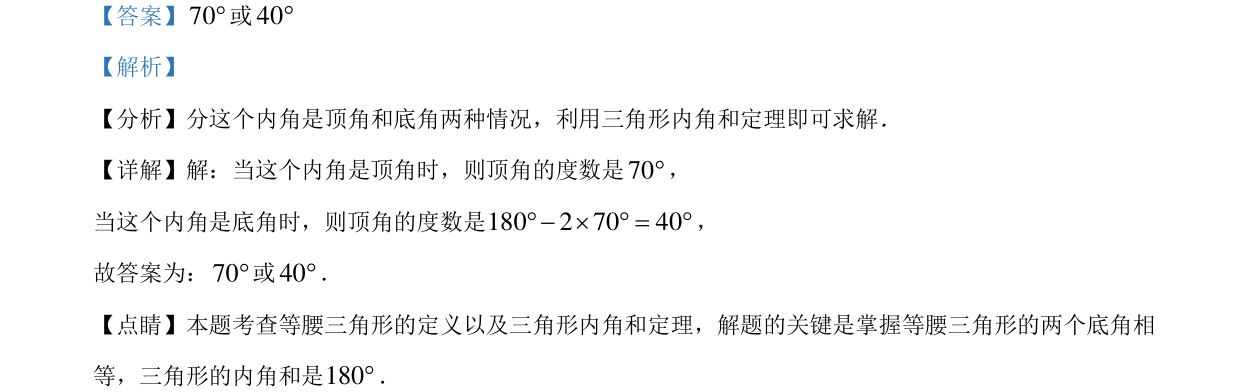 【答案】70°或40°
【解析】
【分析】分这个内角是顶角和底角两种情况，利用三角形内角和定理即可求解．
【详解】解：当这个内角是顶角时，则顶角的度数是70°，
当这个内角是底角时，则顶角的度数是180°－2×70°＝40°，
故答案为：70°或40°．
【点睛】本题考查等腰三角形的定义以及三角形内角和定理，解题的关键是掌握等腰三角形的两个底角相
等，三角形的内角和是180°．